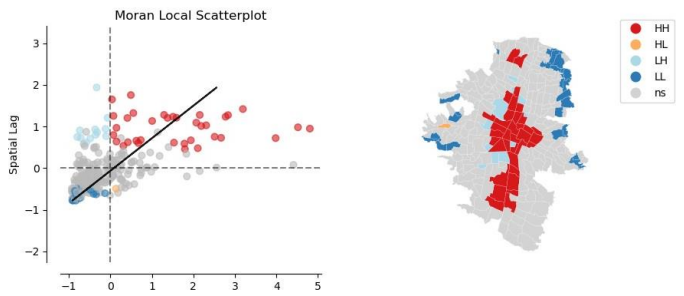 Moran Local Scatterplot
Spatial Lag
3
2
1
0
−1
−2
−1 0 1 2 3 4 5
HH
HL
LH
LL
ns